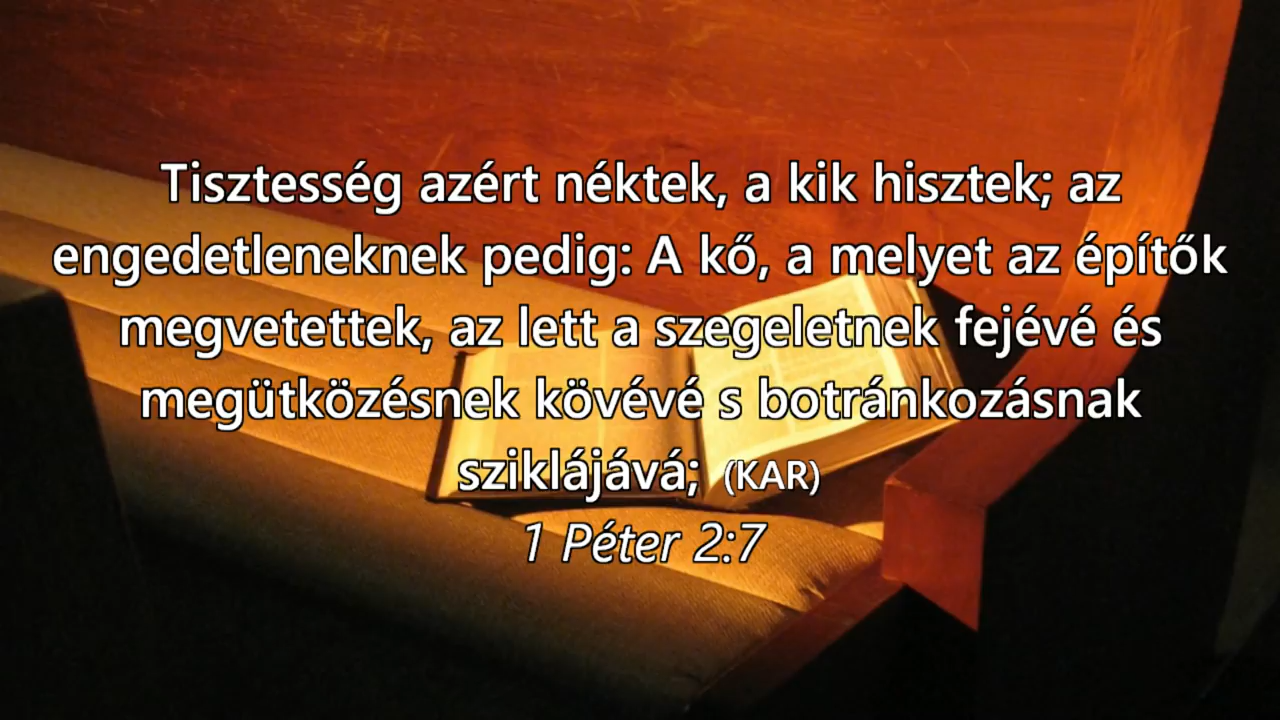 Tisztesség azért néktek, a kik hisztek; az
engedetleneknek pedig: A kő, a melyet az építők
megvetettek, az lett a szegeletnek fejévé és
megütközésnek kövévé s botránkozásnak
sziklájává; (KAR)
1 Péter 2:7